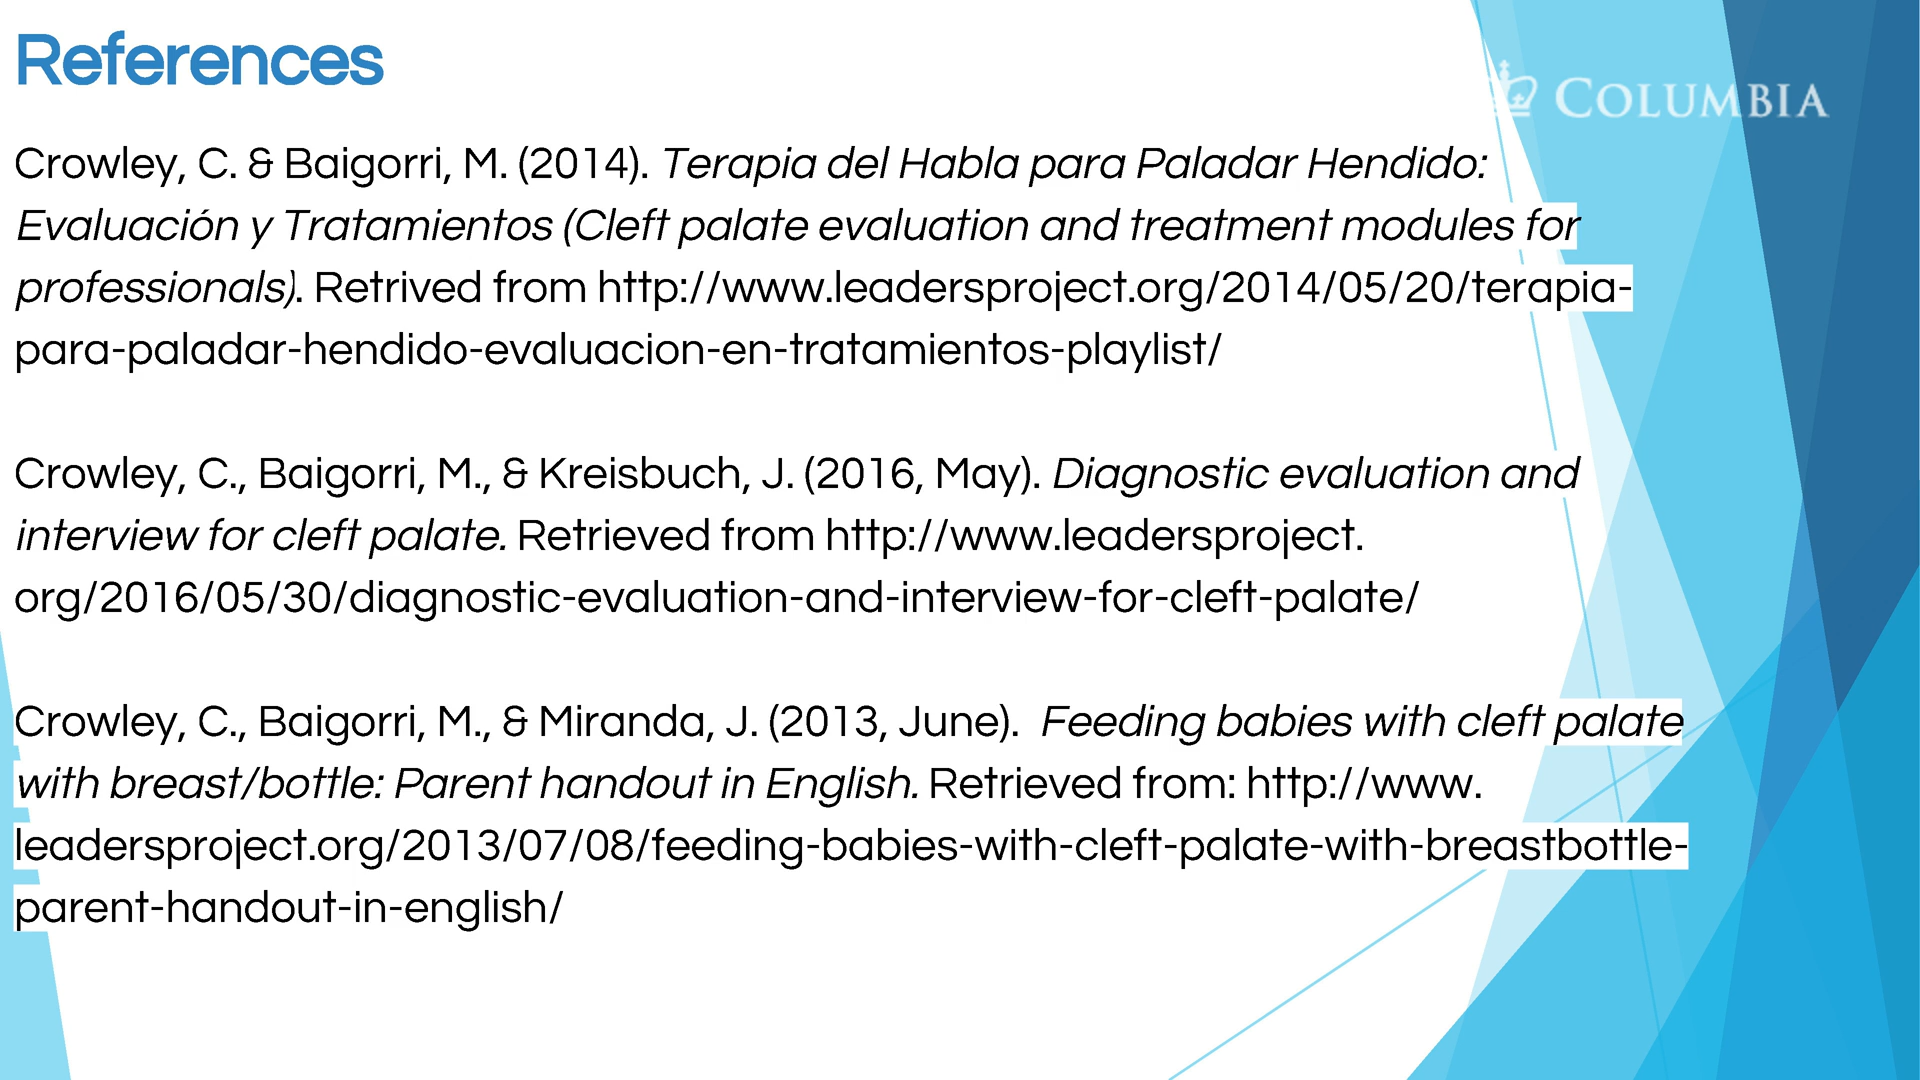 References
COLUMBIA
Crowley, C. & Baigorri, M. (2014). Terapia del Habla para Paladar Hendido:
Evaluación y Tratamientos (Cleft palate evaluation and treatment modules for
professionals). Retrived from http://www.leadersproject.org/2014/05/20/terapia-
para-paladar-hendido-evaluacion-en-tratamientos-playlist/
Crowley, C., Baigorri, M., & Kreisbuch, J. (2016, May). Diagnostic evaluation and
interview for cleft palate. Retrieved from http://www.leadersproject.
org/2016/05/30/diagnostic-evaluation-and-interview-for-cleft-palate/
Crowley, C., Baigorri, M., & Miranda, J. (2013, June). Feeding babies with cleft palate
with breast/bottle: Parent handout in English. Retrieved from: http://www.
leadersproject.org/2013/07/08/feeding-babies-with-cleft-palate-with-breastbottle-
parent-handout-in-english/